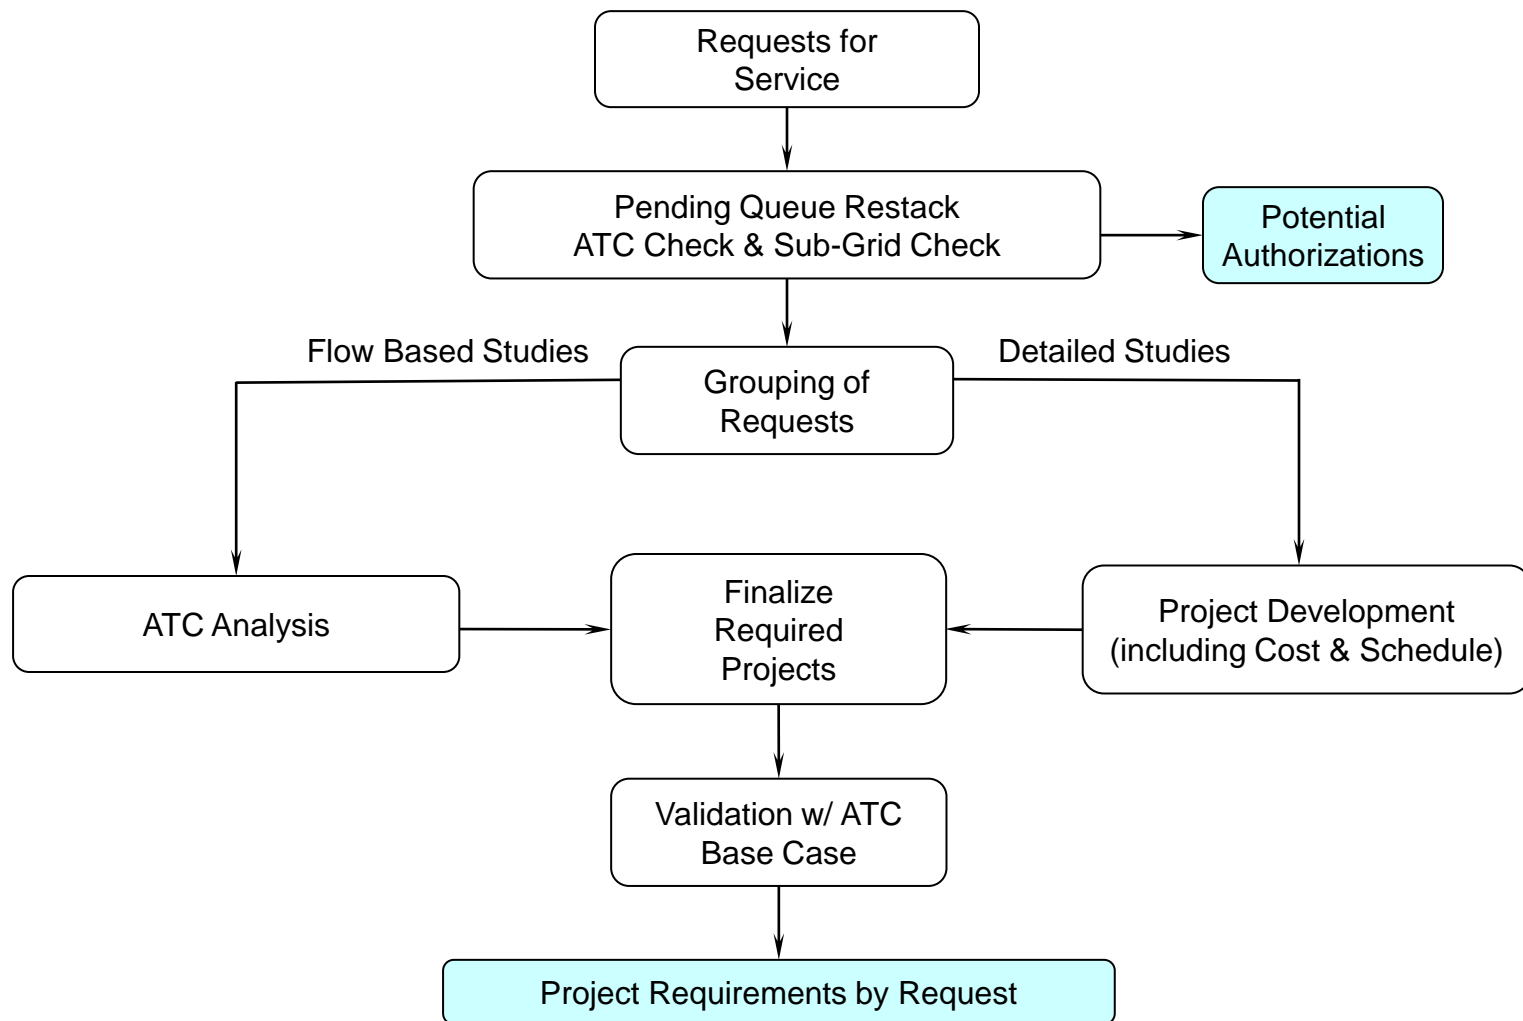 Requests for
Service
Pending Queue Restack
ATC Check & Sub-Grid Check
Potential
Authorizations
Flow Based Studies
Detailed Studies
Grouping of
Requests
ATC Analysis
Finalize
Required
Projects
Project Development
(including Cost & Schedule)
Validation w/ ATC
Base Case
Project Requirements by Request